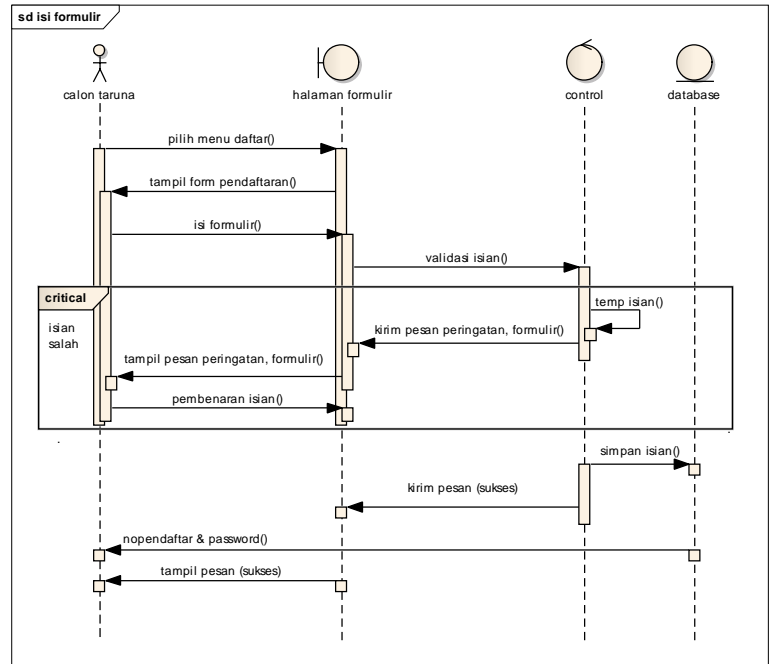 sd isi formulir
calon taruna
halaman formulir
control
database
pilih menu daftar()
tampil form pendaftaran()
isi formulir()
validasi isian()
critical
temp isian()
isian
salah
kirim pesan peringatan, formulir()
tampil pesan peringatan, formulir()
pembenaran isian()
simpan isian()
kirim pesan (sukses)
nopendaftar & password()
tampil pesan (sukses)